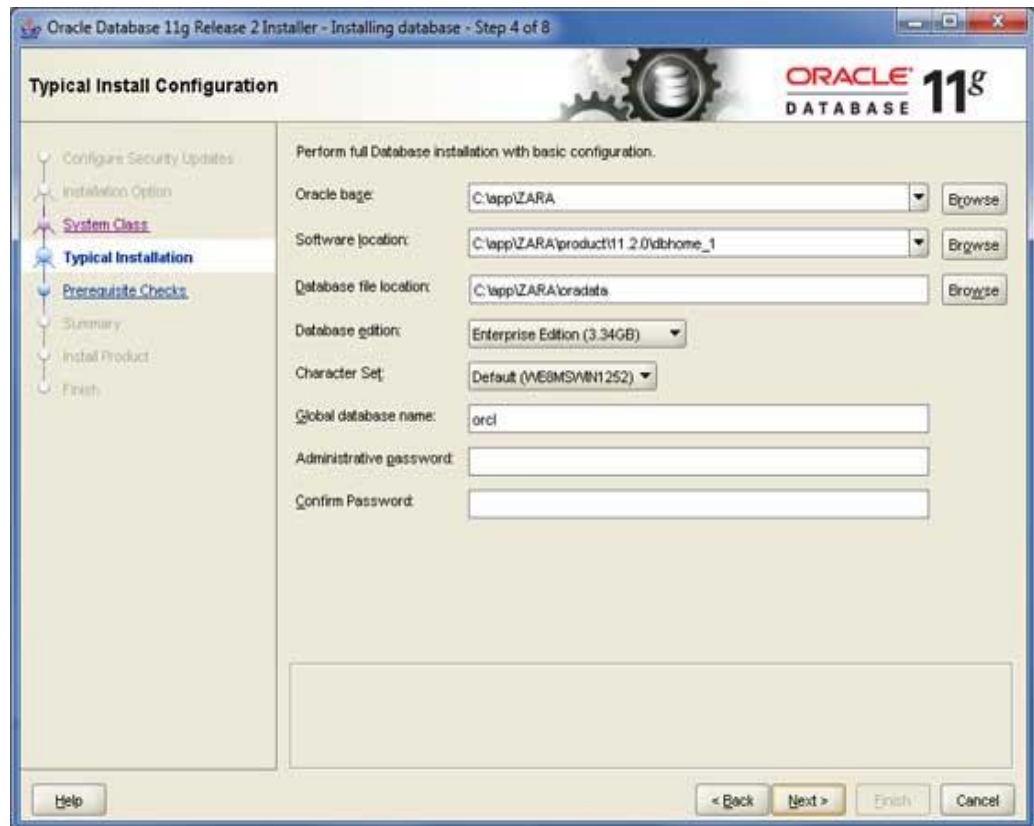 Oracle Database 11g Release 2 Installer - Installing database - Step 4 of 8
Typical Install Configuration
ORACLE
DATABASE
11g
Configure Security Updates
Installation Option
System Class
Typical Installation
Prerequisite Checks
Summary
Install Product
Finish
Perform full Database installation with basic configuration.
Oracle base: C:\app\ZARA Browse
Software location: C:\app\ZARA\product\11.2.0\dbhome_1 Browse
Database file location: C:\app\ZARA\oradata Browse
Database edition: Enterprise Edition (3.34GB)
Character Set: Default (WE8MSWIN1252)
Global database name: orcl
Administrative password:
Confirm Password:
Help < Back Next > Finish Cancel